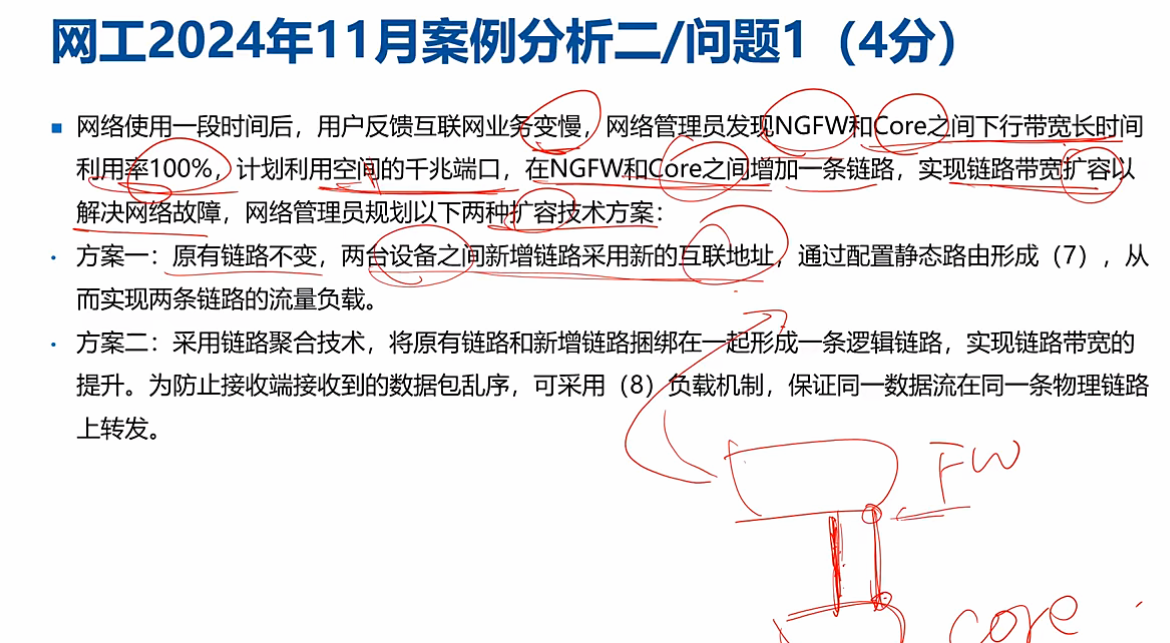 网工2024年11月案例分析二/问题1（4分）
网络使用一段时间后，用户反馈互联网业务变慢，网络管理员发现NGFW和Core之间下行带宽长时间
利用率100%，计划利用空间的千兆端口，在NGFW和Core之间增加一条链路，实现链路带宽扩容以
解决网络故障，网络管理员规划以下两种扩容技术方案：
方案一：原有链路不变，两台设备之间新增链路采用新的互联地址，通过配置静态路由形成（7），从
而实现两条链路的流量负载。
方案二：采用链路聚合技术，将原有链路和新增链路捆绑在一起形成一条逻辑链路，实现链路带宽的
提升。为防止接收端接收到的数据包乱序，可采用（8）负载机制，保证同一数据流在同一条物理链路
上转发。
FW
core